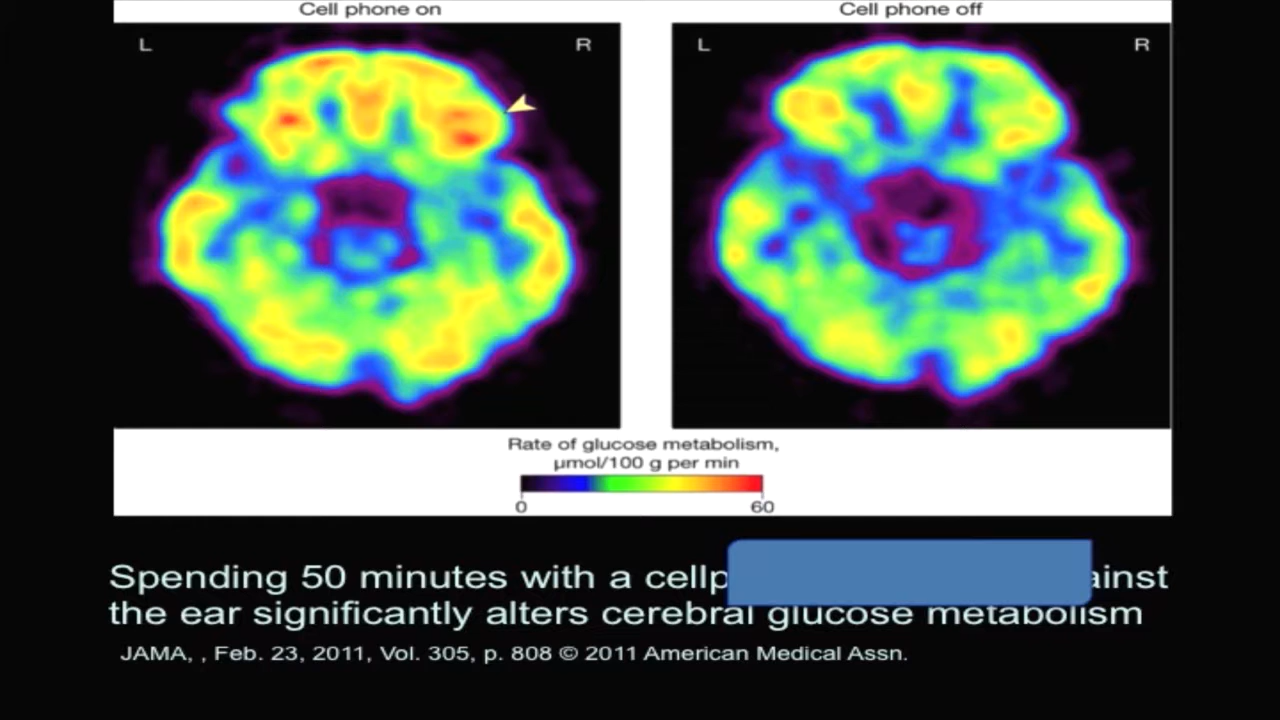 Cell phone on
Cell phone off
L
R
L
R
Rate of glucose metabolism,
µmol/100 g per min
0
60
Spending 50 minutes with a cellp ainst
the ear significantly alters cerebral glucose metabolism
JAMA, , Feb. 23, 2011, Vol. 305, p. 808 © 2011 American Medical Assn.